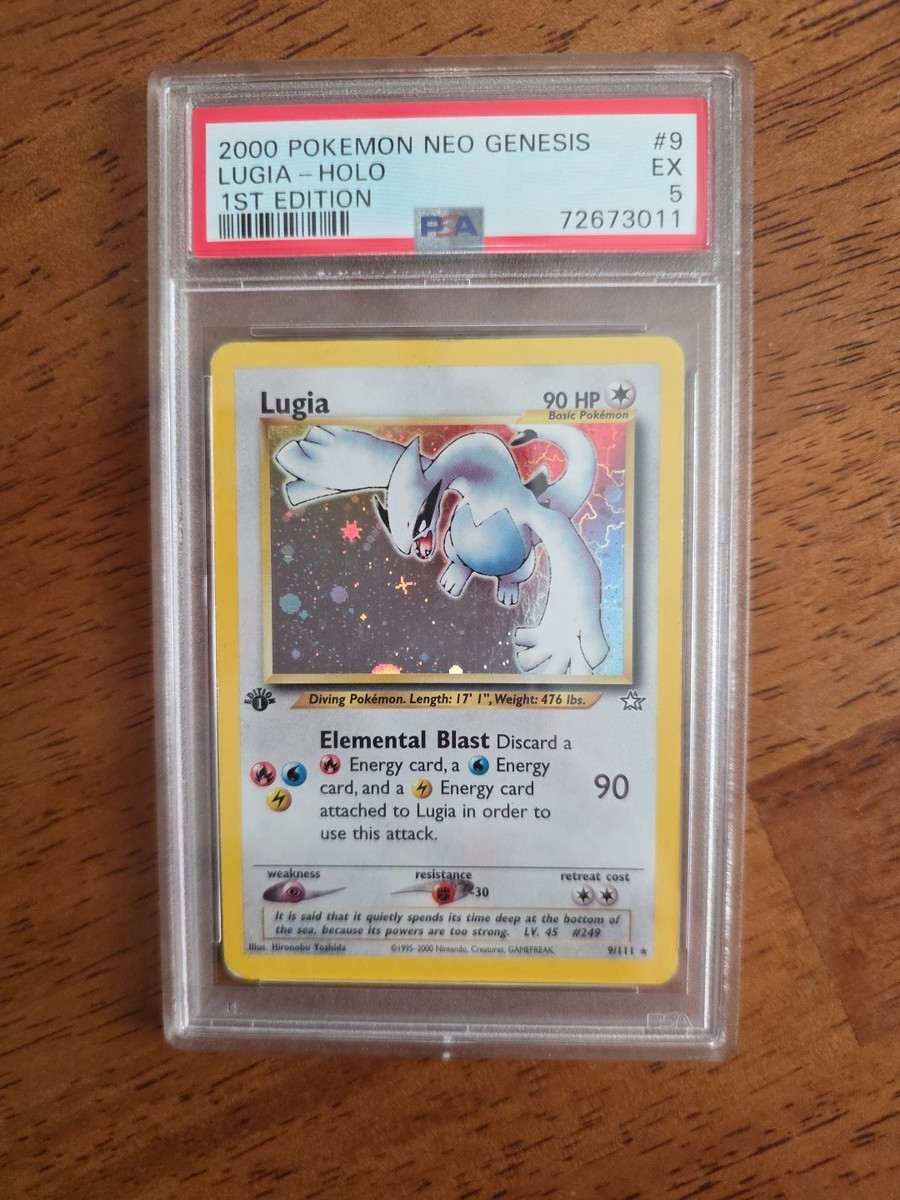 2000 POKEMON NEO GENESIS #9
LUGIA - HOLO EX
1ST EDITION 5
PSA 72673011
Lugia 90 HP
Basic Pokémon
EDITION
1
Diving Pokémon. Length: 17' 1", Weight: 476 lbs.
Elemental Blast Discard a
Energy card, a Energy
card, and a Energy card
attached to Lugia in order to
use this attack.
90
weakness resistance retreat cost
-30
It is said that it quietly spends its time deep at the bottom of
the sea, because its powers are too strong. LV. 45 #249
Illus. Hironobu Yoshida ©1995-2000 Nintendo, Creatures, GAMEFREAK. 9/111 ★
PSA